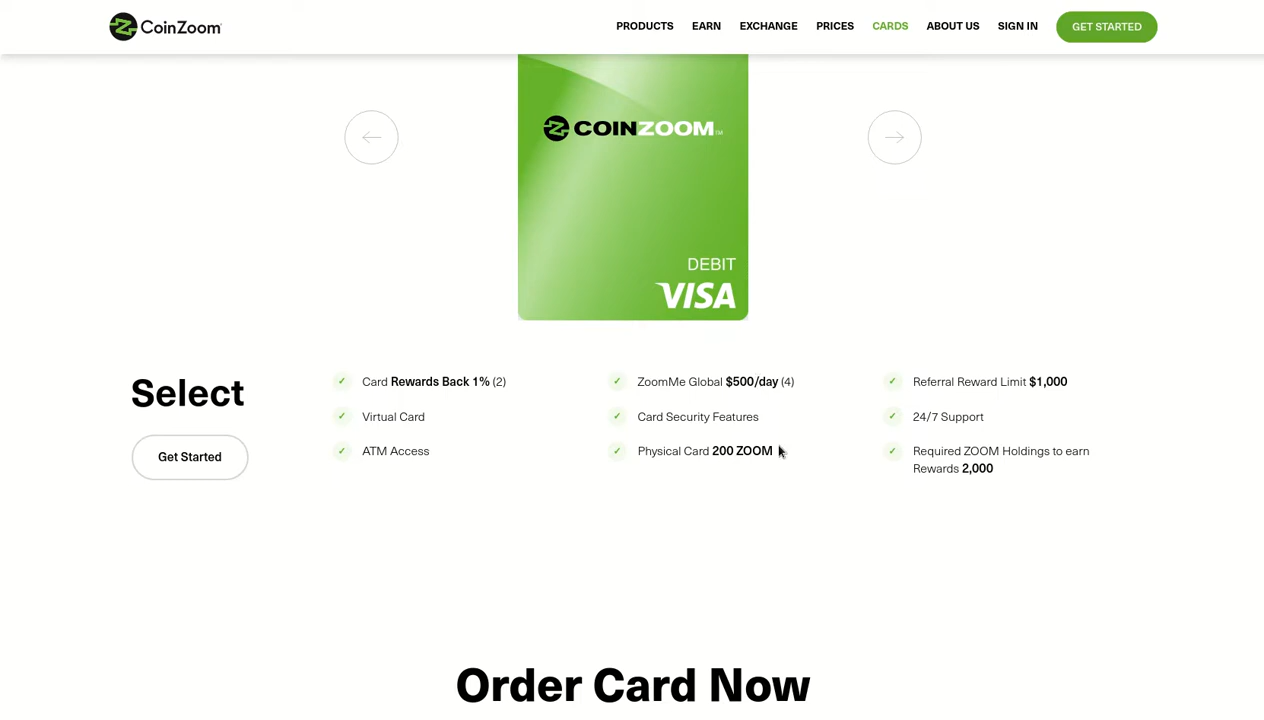 CoinZoom
PRODUCTS EARN EXCHANGE PRICES CARDS ABOUT US SIGN IN GET STARTED
COINZOOM™
DEBIT
VISA
Select
Get Started
✓ Card Rewards Back 1% (2)
✓ Virtual Card
✓ ATM Access
✓ ZoomMe Global $500/day (4)
✓ Card Security Features
✓ Physical Card 200 ZOOM
✓ Referral Reward Limit $1,000
✓ 24/7 Support
✓ Required ZOOM Holdings to earn
Rewards 2,000
Order Card Now